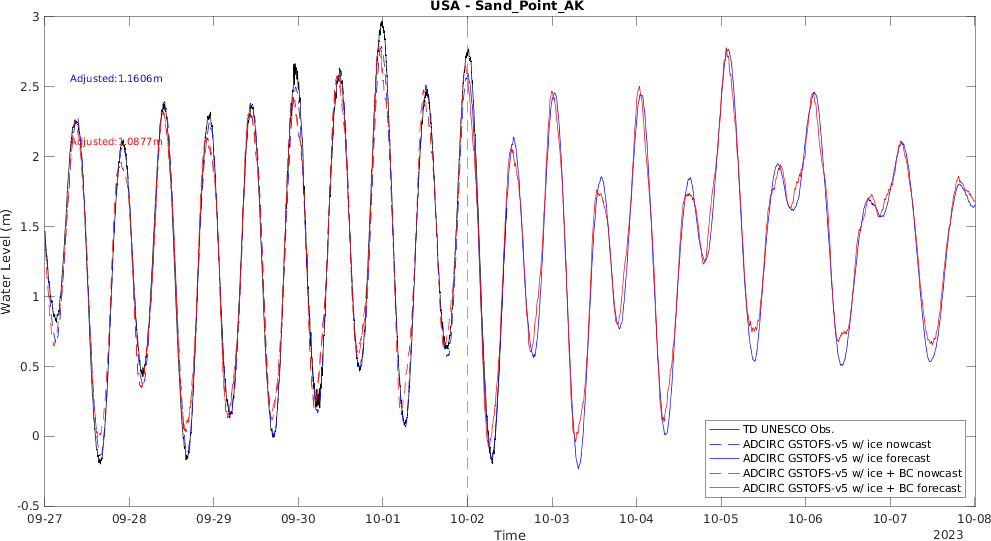 USA - Sand_Point_AK
3
2.5
2
1.5
1
0.5
0
-0.5
Water Level (m)
Adjusted:1.1606m
Adjusted:1.0877m
TD UNESCO Obs.
ADCIRC GSTOFS-v5 w/ ice nowcast
ADCIRC GSTOFS-v5 w/ ice forecast
ADCIRC GSTOFS-v5 w/ ice + BC nowcast
ADCIRC GSTOFS-v5 w/ ice + BC forecast
09-27 09-28 09-29 09-30 10-01 10-02 10-03 10-04 10-05 10-06 10-07 10-08
Time
2023